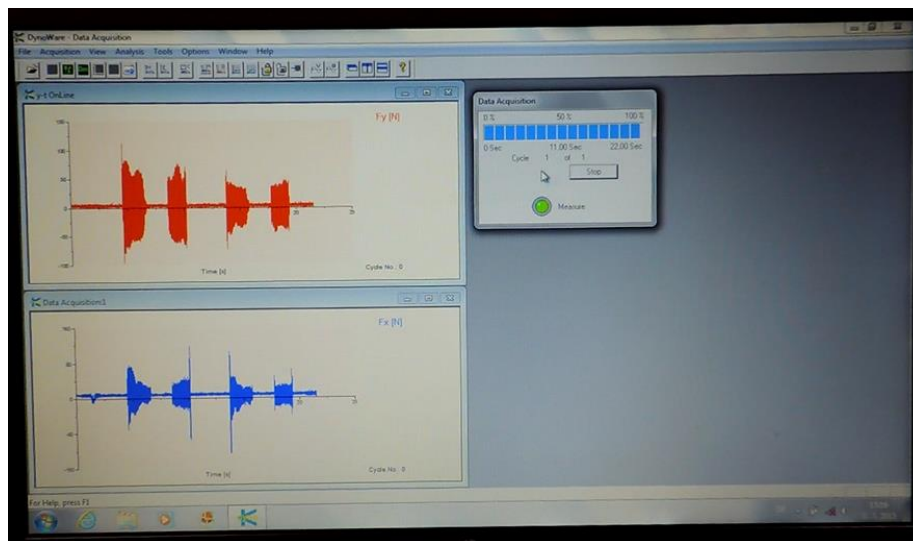 DynoWare - Data Acquisition
File Acquisition View Analysis Tools Options Window Help
y-t OnLine
Fy [N]
Time [s]
Cycle No.: 0
Data Acquisition
0 % 50 % 100 %
0 Sec 11,00 Sec 22,00 Sec
Cycle 1 of 1
Stop
Measure
Data Acquisition1
Fx [N]
Time [s]
Cycle No.: 0
For Help, press F1